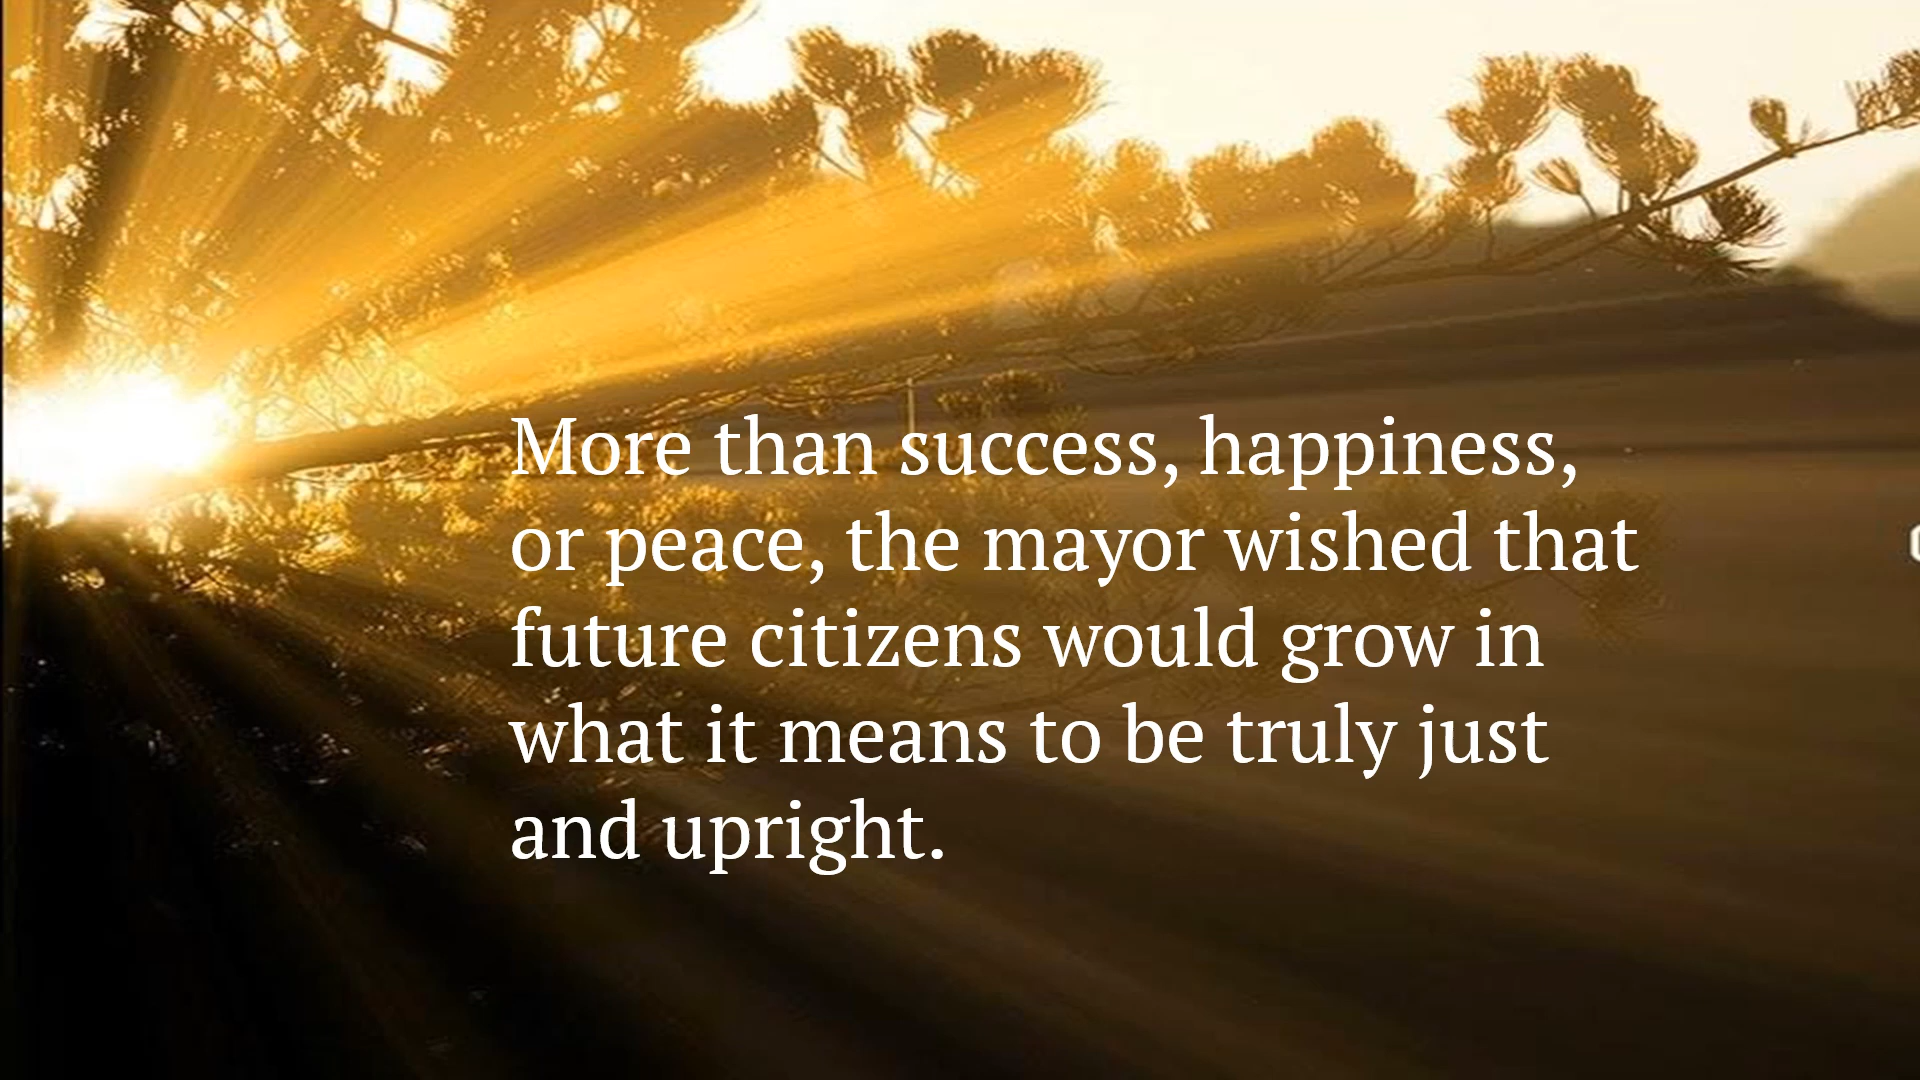 More than success, happiness,
or peace, the mayor wished that
future citizens would grow in
what it means to be truly just
and upright.